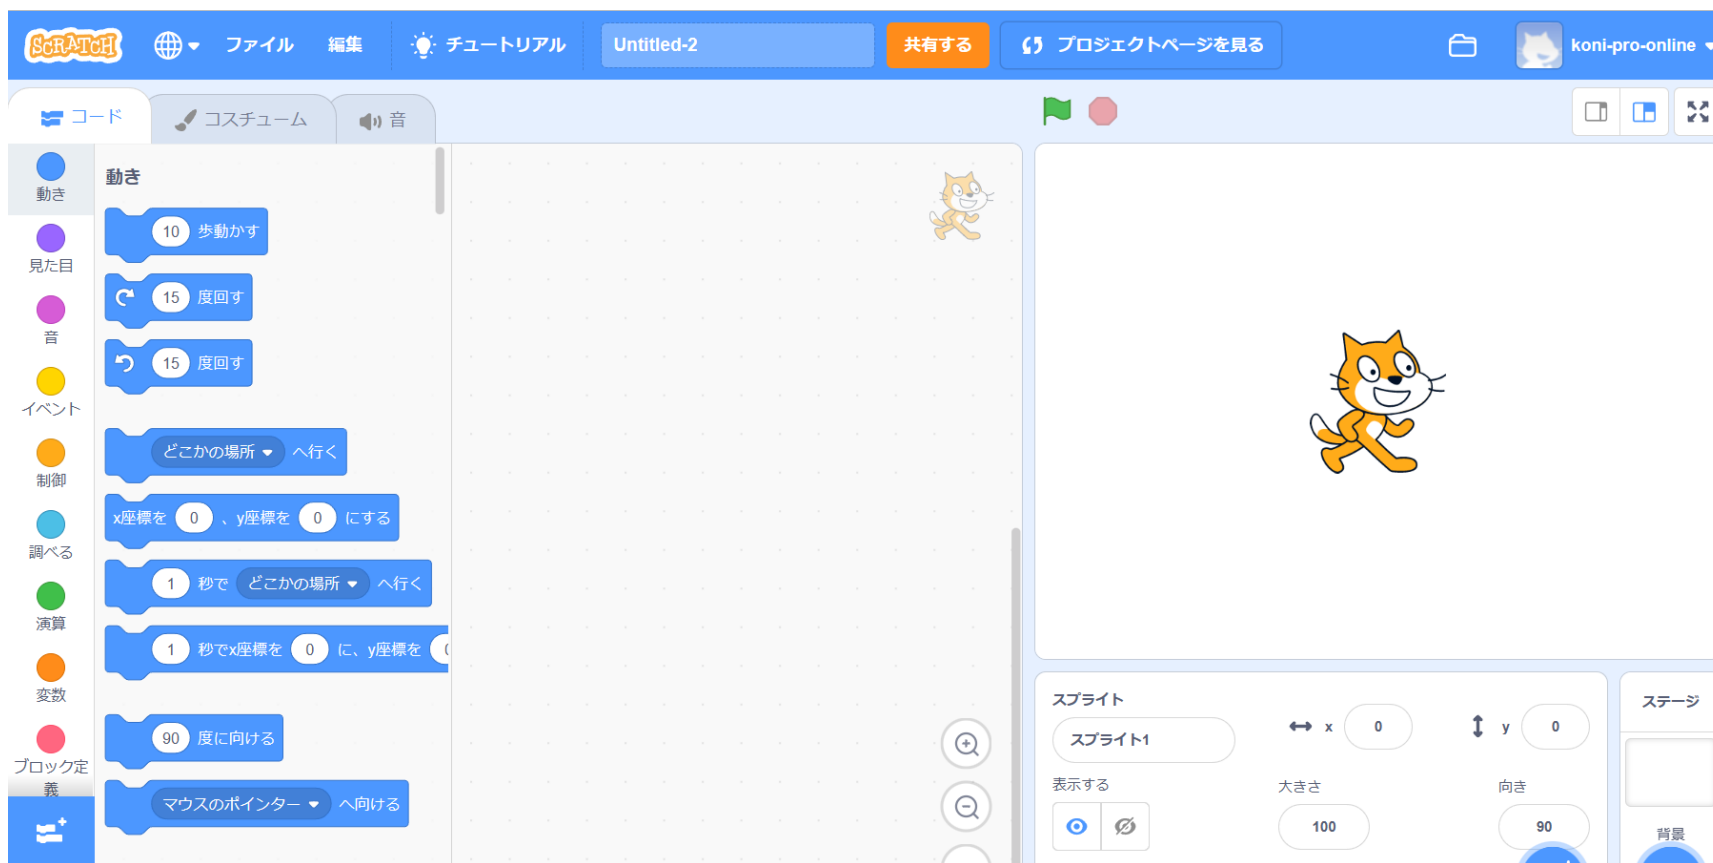 SCRATCH ファイル 編集 チュートリアル Untitled-2 共有する プロジェクトページを見る koni-pro-online
コード コスチューム 音
動き
見た目
音
イベント
制御
調べる
演算
変数
ブロック定
義
動き
10 歩動かす
15 度回す
15 度回す
どこかの場所 へ行く
x座標を 0 、y座標を 0 にする
1 秒で どこかの場所 へ行く
1 秒でx座標を 0 に、y座標を
90 度に向ける
マウスのポインター へ向ける
スプライト
スプライト1 x 0 y 0
表示する 大きさ 向き
100 90
ステージ
背景